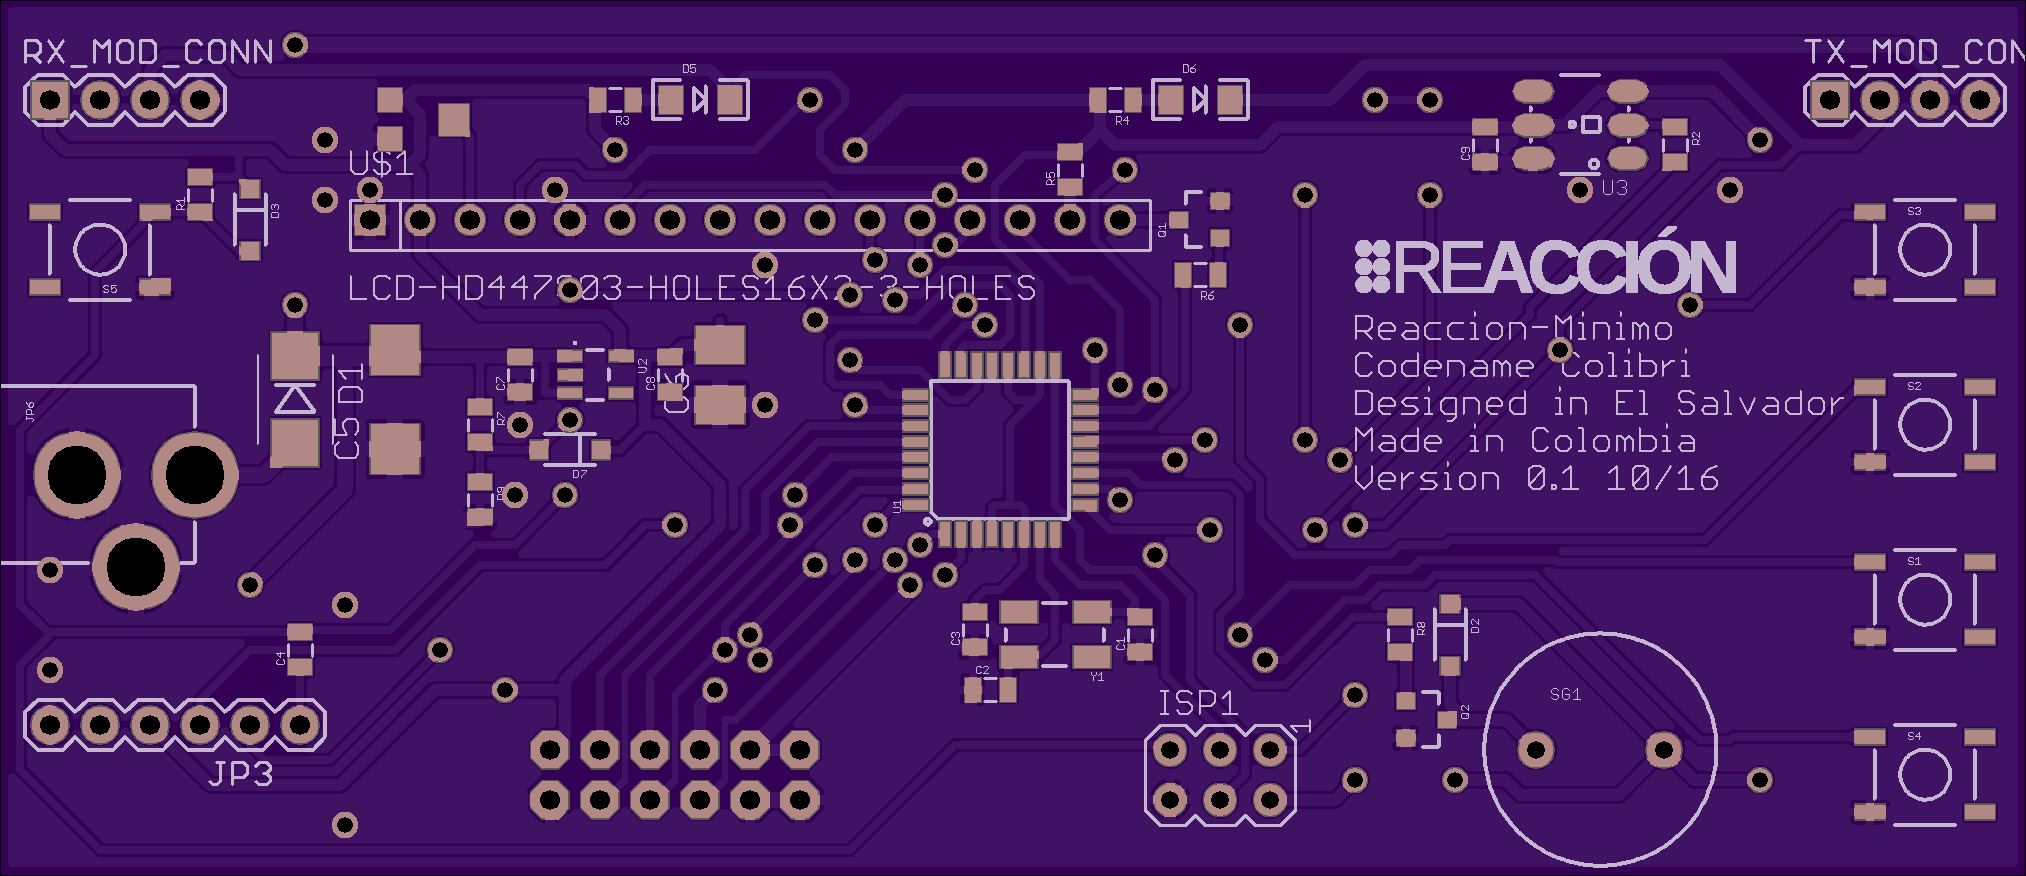 RX_MOD_CONN
TX_MOD_CON
D5
D6
R3
R4
U$1
R5
C9
R2
U3
R1
D3
Q1
S3
S5
LCD-HD447
03-HOLES16X2-3-HOLES
R6
REACCIÓN
Reaccion-Minimo
Codename Colibri
Designed in El Salvador
Made in Colombia
Version 0.1 10/16
U2
C7
C8
C6
D1
C5
JP6
R7
D7
D9
U1
S2
S1
C4
C3
C1
C2
Y1
R8
D2
SG1
Q2
ISP1
1
S4
JP3